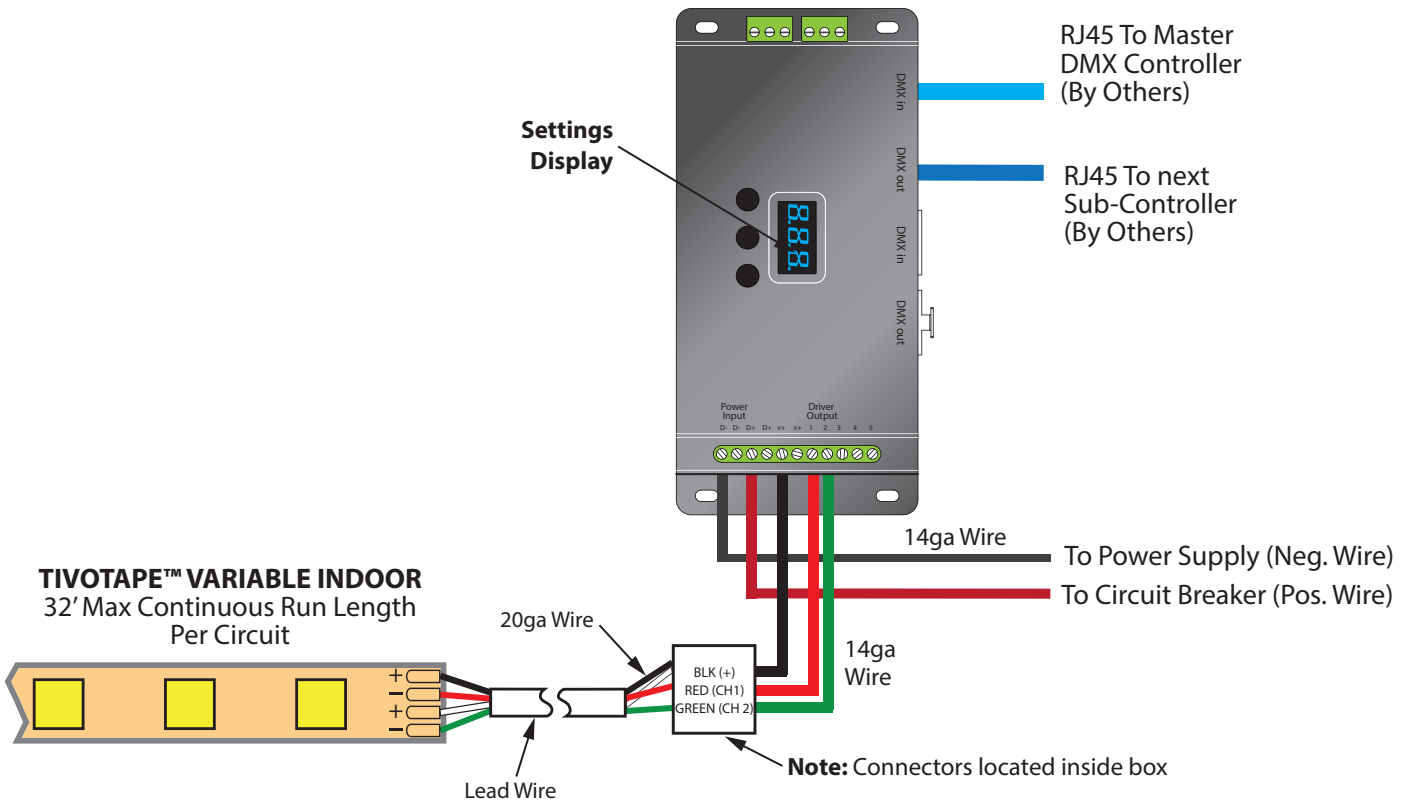 RJ45 To Master
DMX Controller
(By Others)
DMX in
Settings
Display
DMX out
RJ45 To next
Sub-Controller
(By Others)
8.8.8.
DMX in
DMX out
Power
Input
Driver
Output
D- D- D+ D+ v+ v+ 1 2 3 4 5
14ga Wire
To Power Supply (Neg. Wire)
To Circuit Breaker (Pos. Wire)
TIVOTAPE™ VARIABLE INDOOR
32’ Max Continuous Run Length
Per Circuit
20ga Wire
14ga
Wire
BLK (+)
RED (CH1)
GREEN (CH 2)
+
−
+
−
Note: Connectors located inside box
Lead Wire